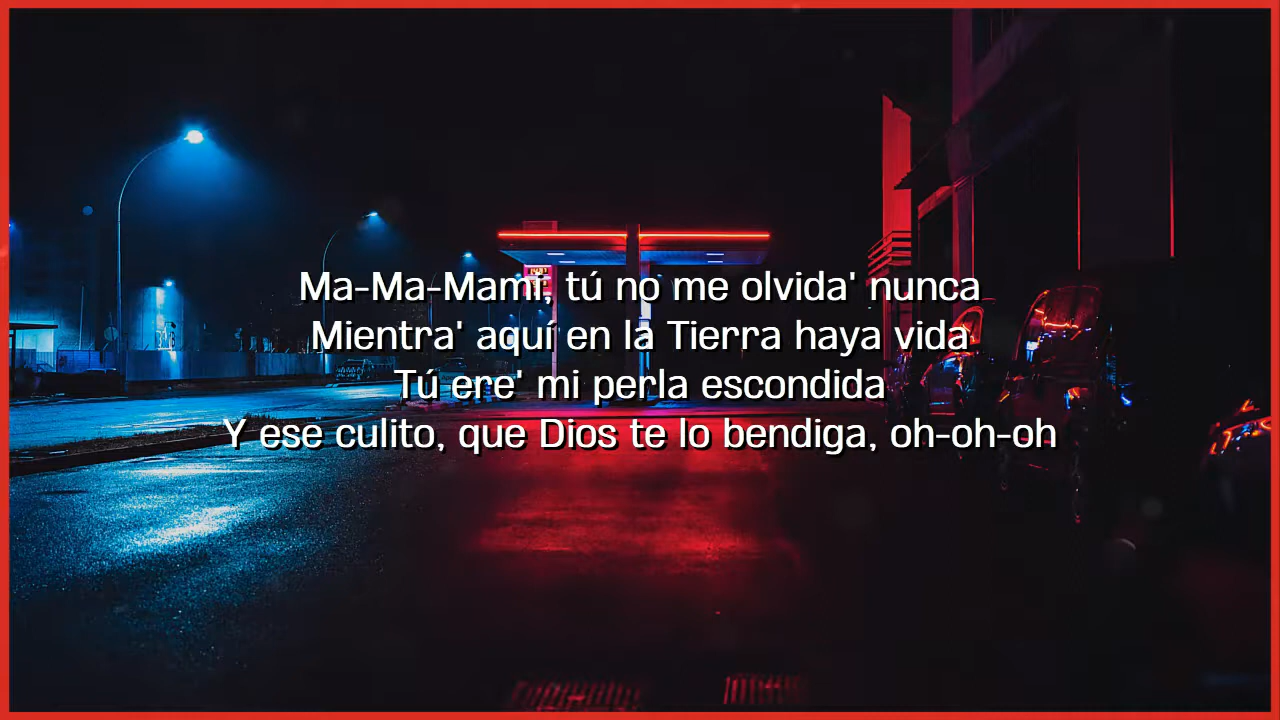 Ma-Ma-Mami, tú no me olvida' nunca
Mientra' aquí en la Tierra haya vida
Tú ere' mi perla escondida
Y ese culito, que Dios te lo bendiga, oh-oh-oh